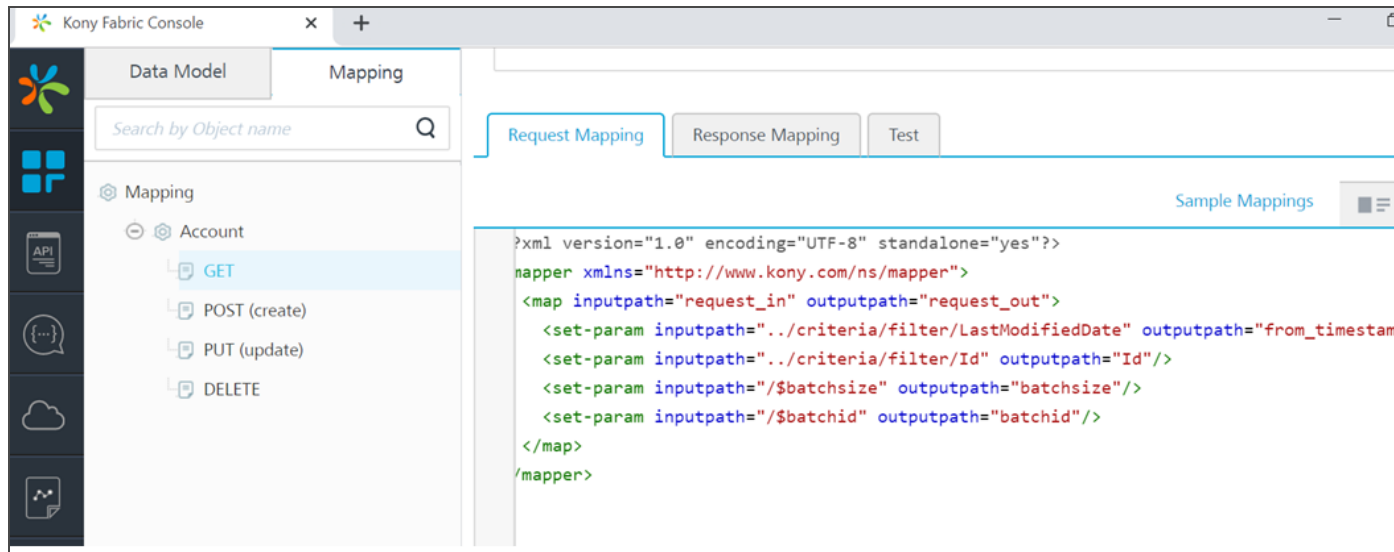 Kony Fabric Console
Data Model Mapping
Search by Object name
Request Mapping Response Mapping Test
Mapping
Account
GET
POST (create)
PUT (update)
DELETE
API
{...}
Sample Mappings
?xml version="1.0" encoding="UTF-8" standalone="yes"?>
mapper xmlns="http://www.kony.com/ns/mapper">
<map inputpath="request_in" outputpath="request_out">
<set-param inputpath="../criteria/filter/LastModifiedDate" outputpath="from_timestam
<set-param inputpath="../criteria/filter/Id" outputpath="Id"/>
<set-param inputpath="/$batchsize" outputpath="batchsize"/>
<set-param inputpath="/$batchid" outputpath="batchid"/>
</map>
/mapper>